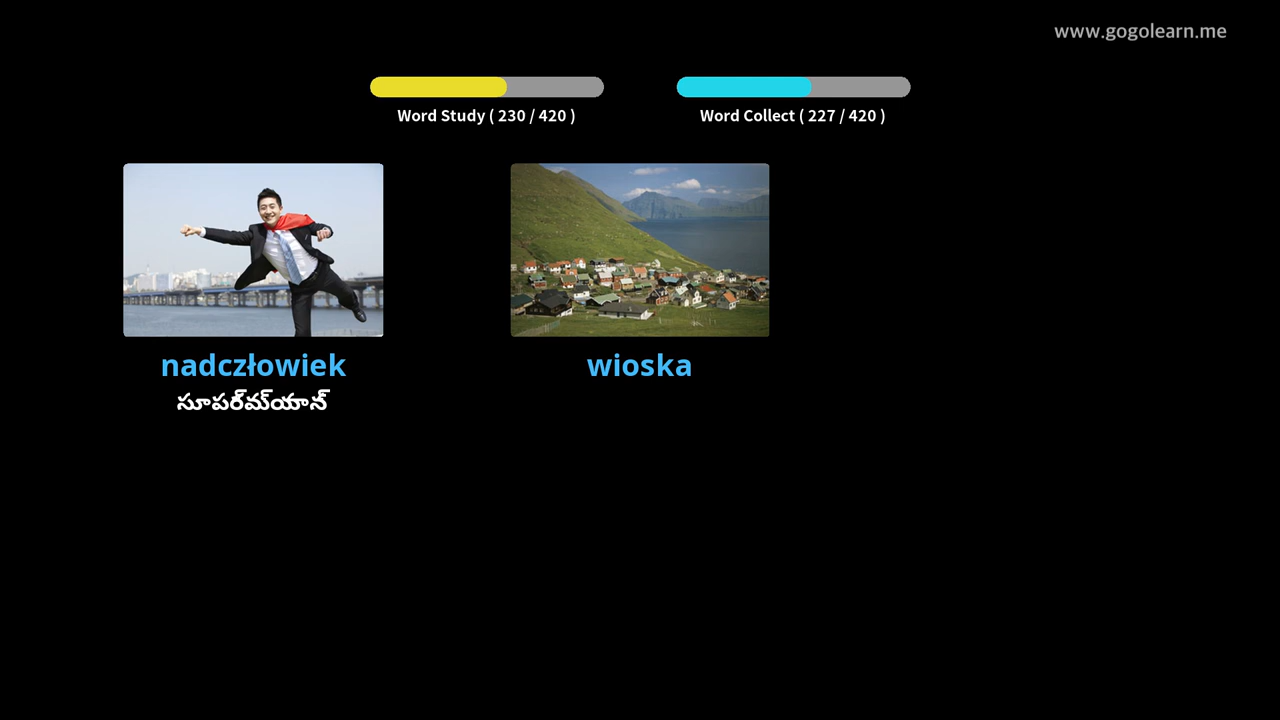 www.gogolearn.me
Word Study ( 230 / 420 )
Word Collect ( 227 / 420 )
nadczłowiek
సూపర్‌మ్యాన్
wioska